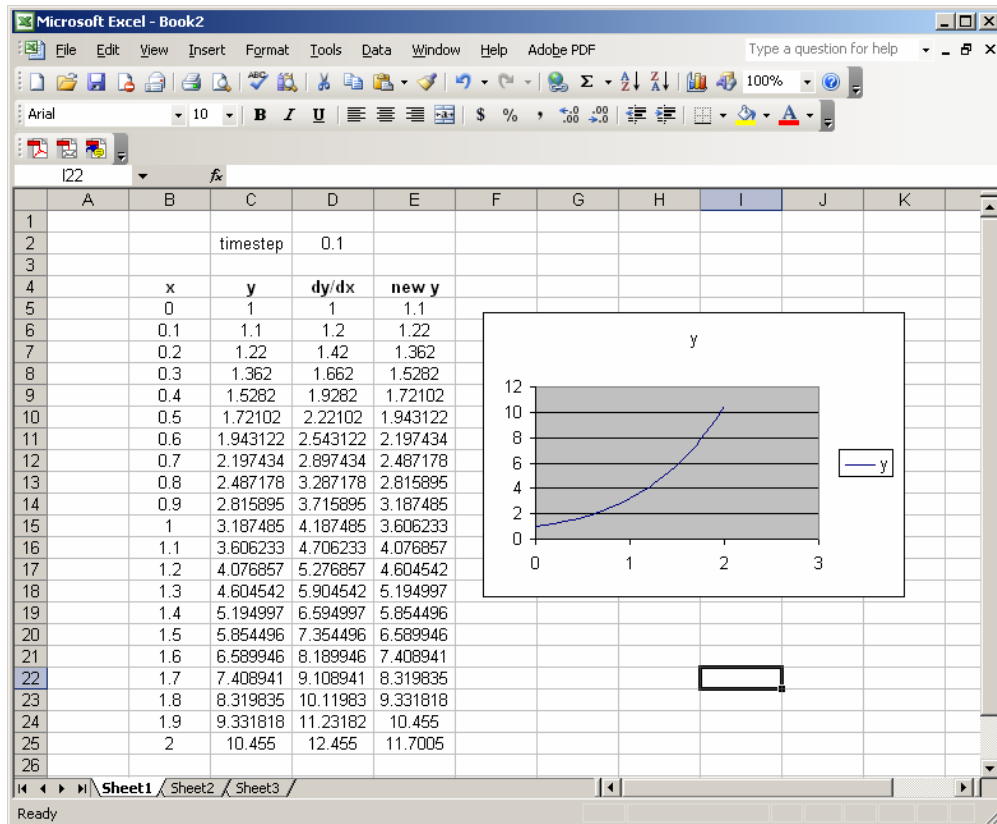 Microsoft Excel - Book2
File Edit View Insert Format Tools Data Window Help Adobe PDF Type a question for help
ABC Σ A Z Z A 100% ?
Arial 10 B I U a $ % , .0 .00 .00 .0 A
I22 fx
A B C D E F G H I J K
1
2 timestep 0.1
3
4 x y dy/dx new y
5 0 1 1 1.1
6 0.1 1.1 1.2 1.22
7 0.2 1.22 1.42 1.362
8 0.3 1.362 1.662 1.5282
9 0.4 1.5282 1.9282 1.72102
10 0.5 1.72102 2.22102 1.943122
11 0.6 1.943122 2.543122 2.197434
12 0.7 2.197434 2.897434 2.487178
13 0.8 2.487178 3.287178 2.815895
14 0.9 2.815895 3.715895 3.187485
15 1 3.187485 4.187485 3.606233
16 1.1 3.606233 4.706233 4.076857
17 1.2 4.076857 5.276857 4.604542
18 1.3 4.604542 5.904542 5.194997
19 1.4 5.194997 6.594997 5.854496
20 1.5 5.854496 7.354496 6.589946
21 1.6 6.589946 8.189946 7.408941
22 1.7 7.408941 9.108941 8.319835
23 1.8 8.319835 10.11983 9.331818
24 1.9 9.331818 11.23182 10.455
25 2 10.455 12.455 11.7005
26
y
12
10
8
6
4
2
0
0 1 2 3
y
Sheet1 Sheet2 Sheet3
Ready